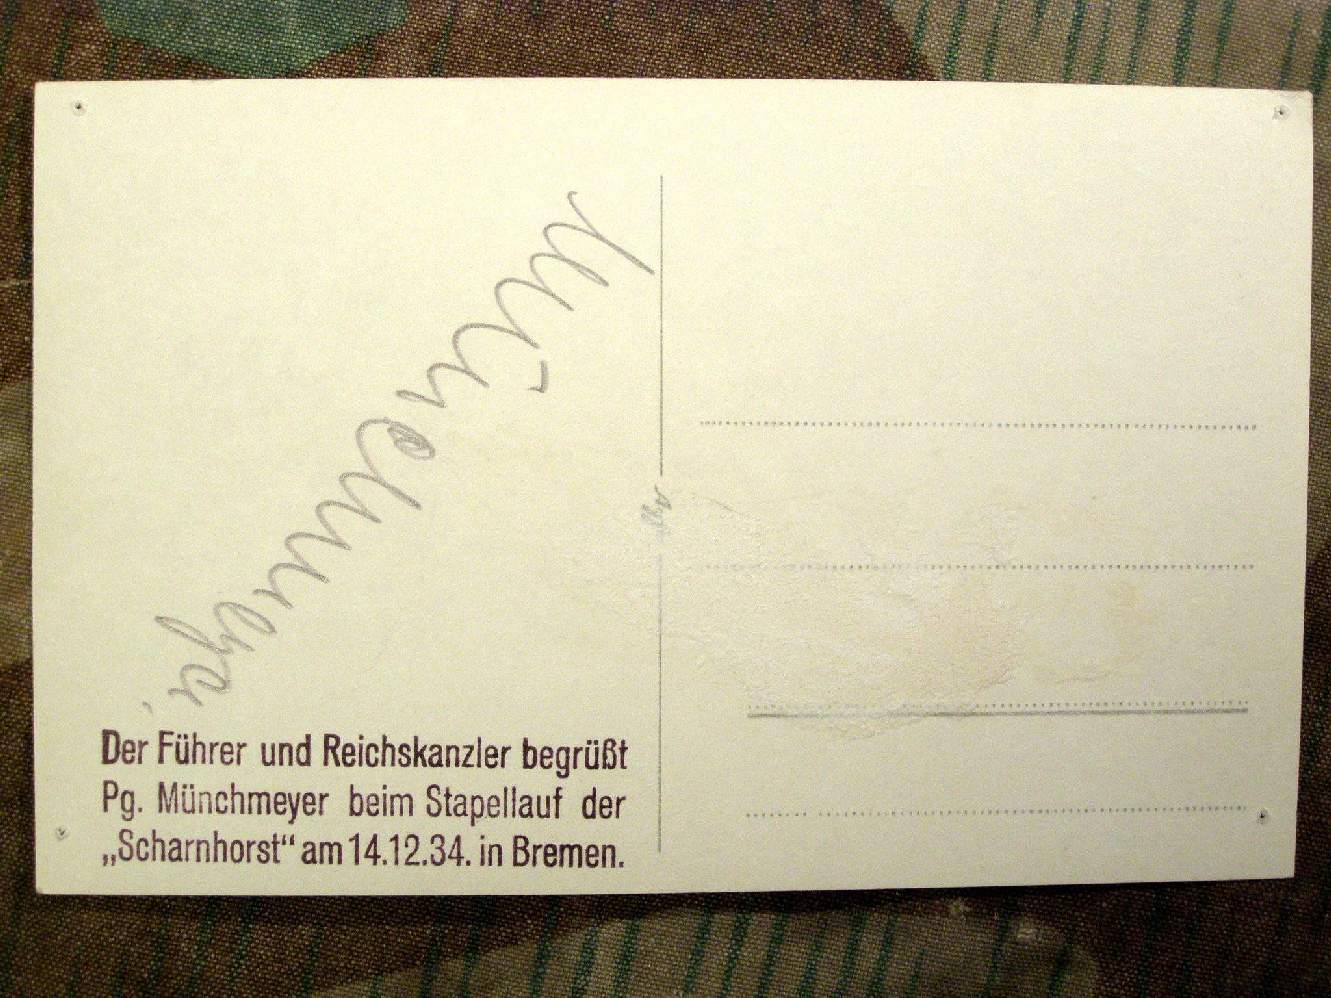 Münchmeyer
Der Führer und Reichskanzler begrüßt
Pg. Münchmeyer beim Stapellauf der
„Scharnhorst“ am 14.12.34. in Bremen.